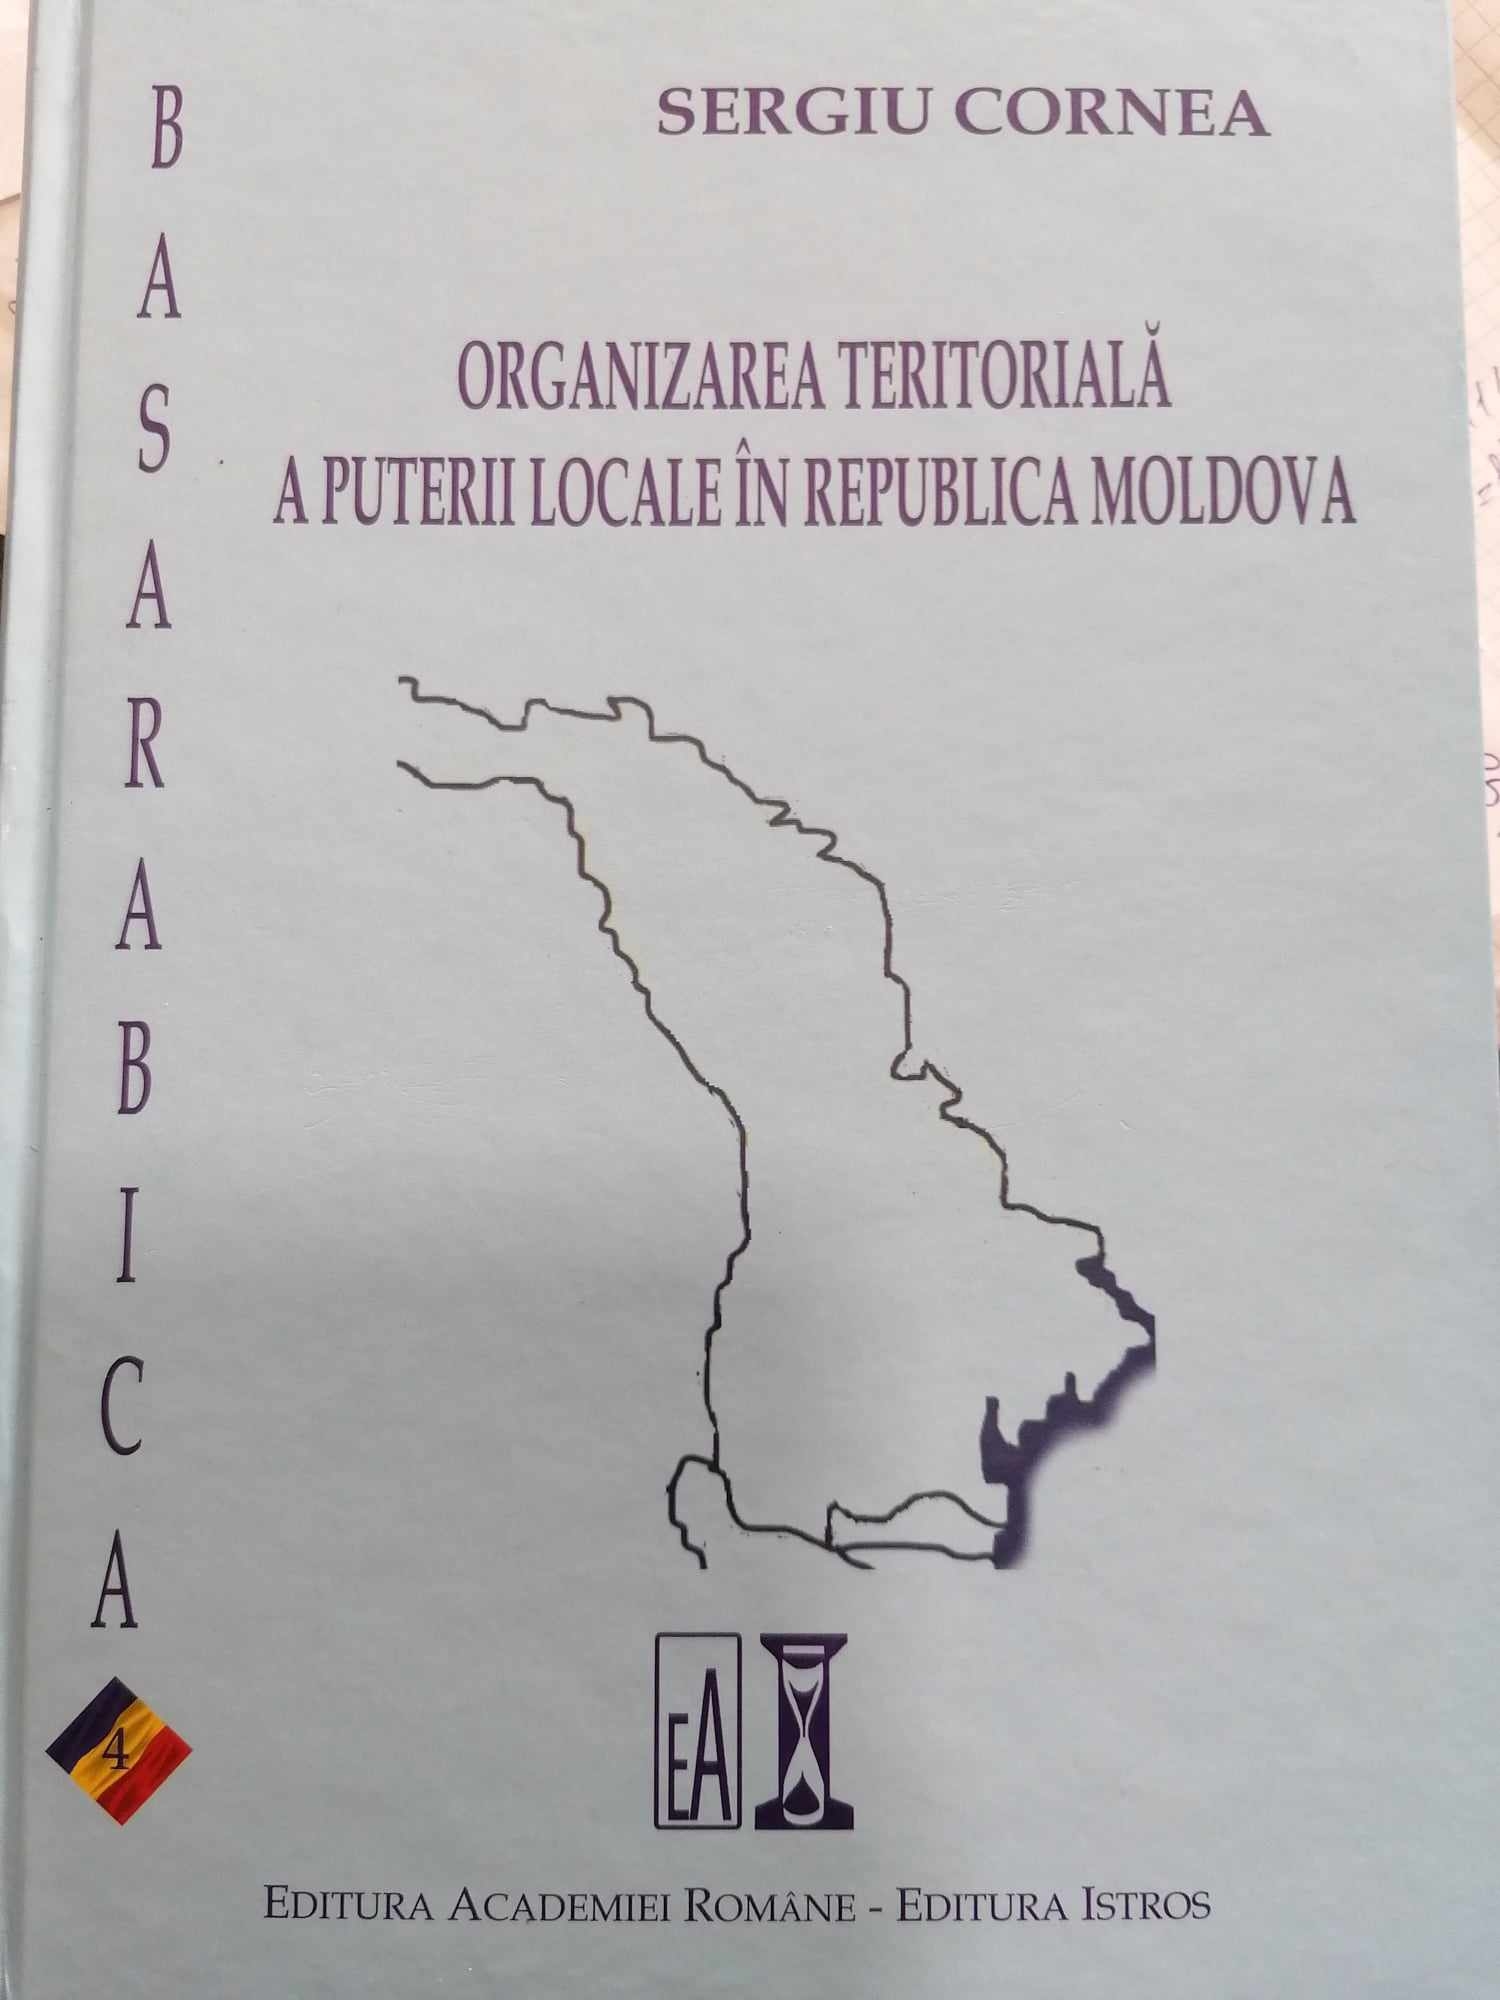 SERGIU CORNEA
ORGANIZAREA TERITORIALĂ
A PUTERII LOCALE ÎN REPUBLICA MOLDOVA
BASARABICA
4
EA
EDITURA ACADEMIEI ROMÂNE - EDITURA ISTROS